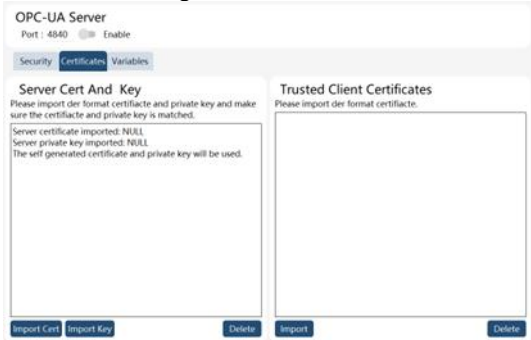 OPC-UA Server
Port : 4840 Enable
Security Certificates Variables
Server Cert And Key
Please import der format certifiacte and private key and make
sure the certifiacte and private key is matched.
Server certificate imported: NULL
Server private key imported: NULL
The self generated certificate and private key will be used.
Import Cert Import Key Delete
Trusted Client Certificates
Please import der format certifiacte.
Import Delete